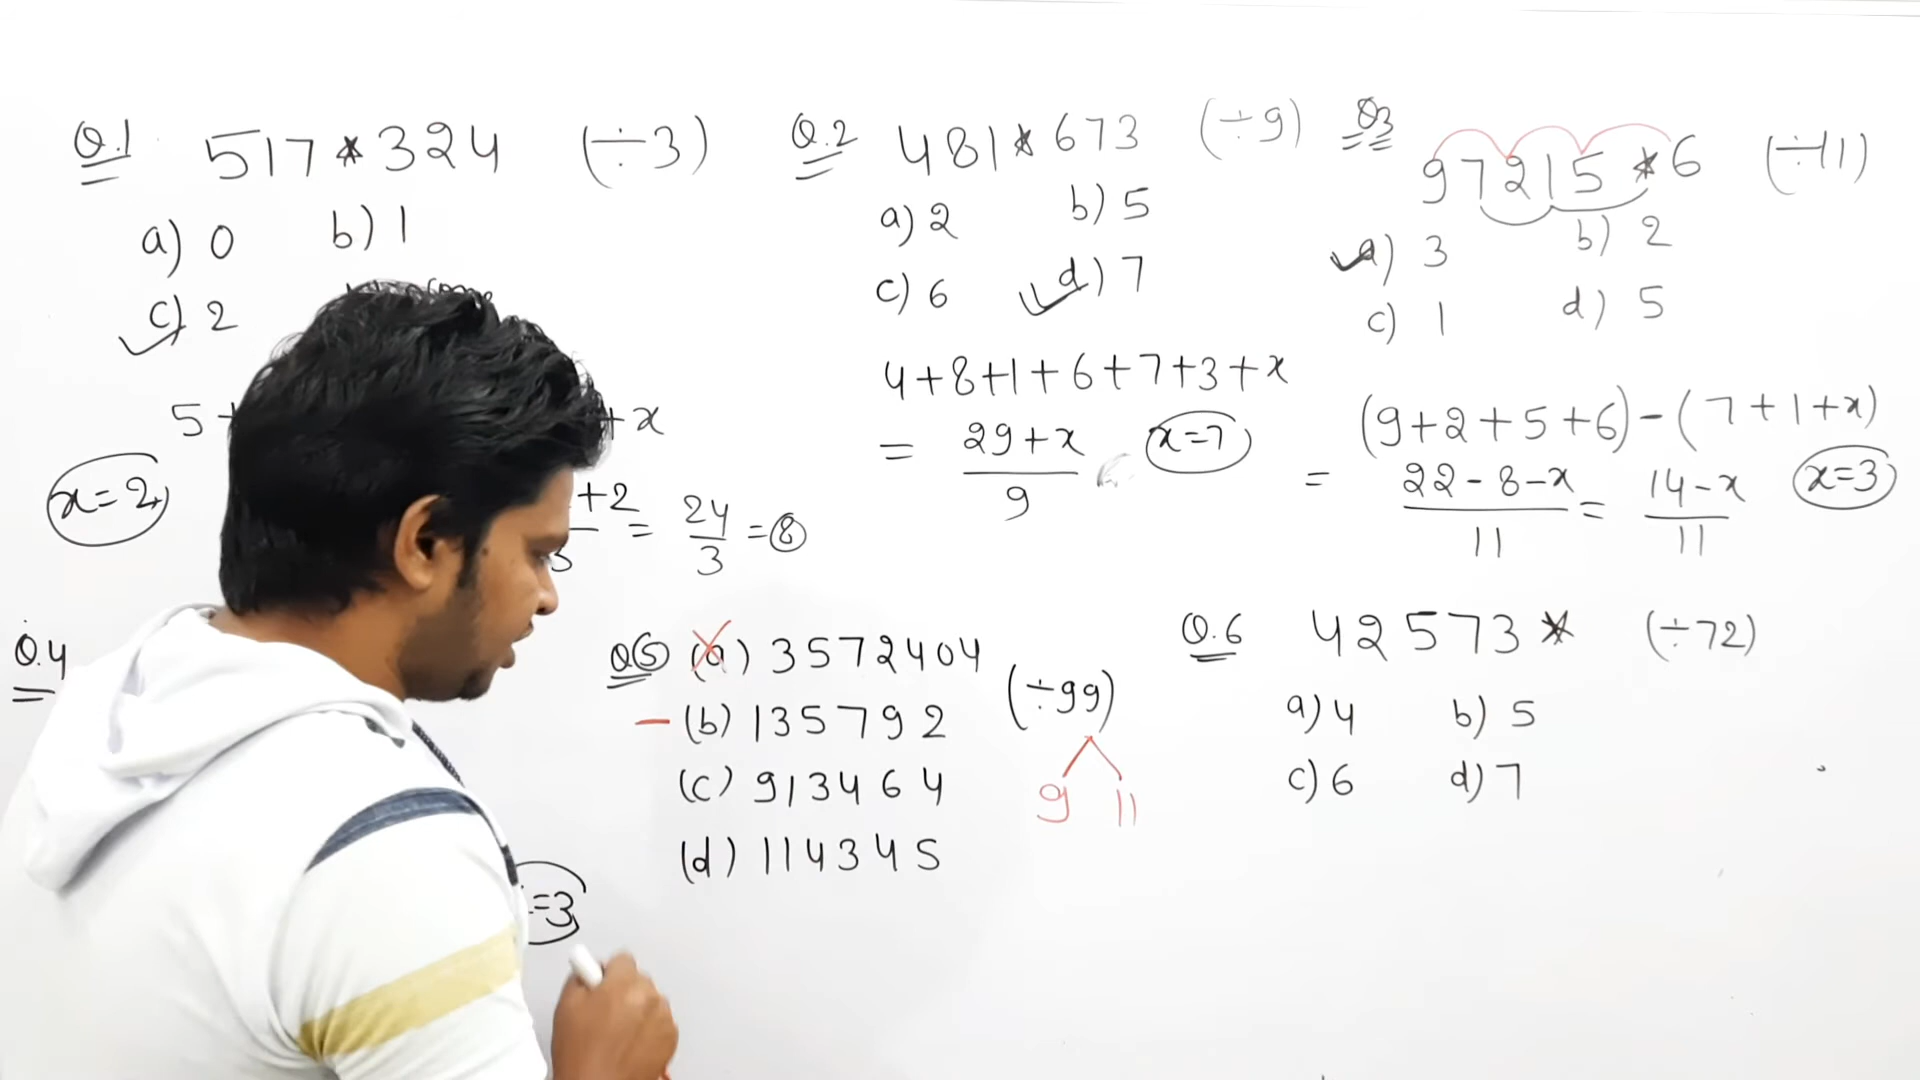 Q.1 517*324 (÷3)
a) 0 b) 1
c) 2
5+ +x
x=2
+2 = 24/3 = 8
Q.2 481*673 (÷9)
a) 2 b) 5
c) 6 d) 7
4+8+1+6+7+3+x
= 29+x/9 x=7
Q3 97215*6 (÷11)
a) 3 b) 2
c) 1 d) 5
(9+2+5+6)-(7+1+x)
= 22-8-x/11 = 14-x/11 x=3
Q.4
=3
Q5 (a) 3572404
(b) 135792
(c) 913464
(d) 114345
(÷99)
9 11
Q.6 42573* (÷72)
a) 4 b) 5
c) 6 d) 7